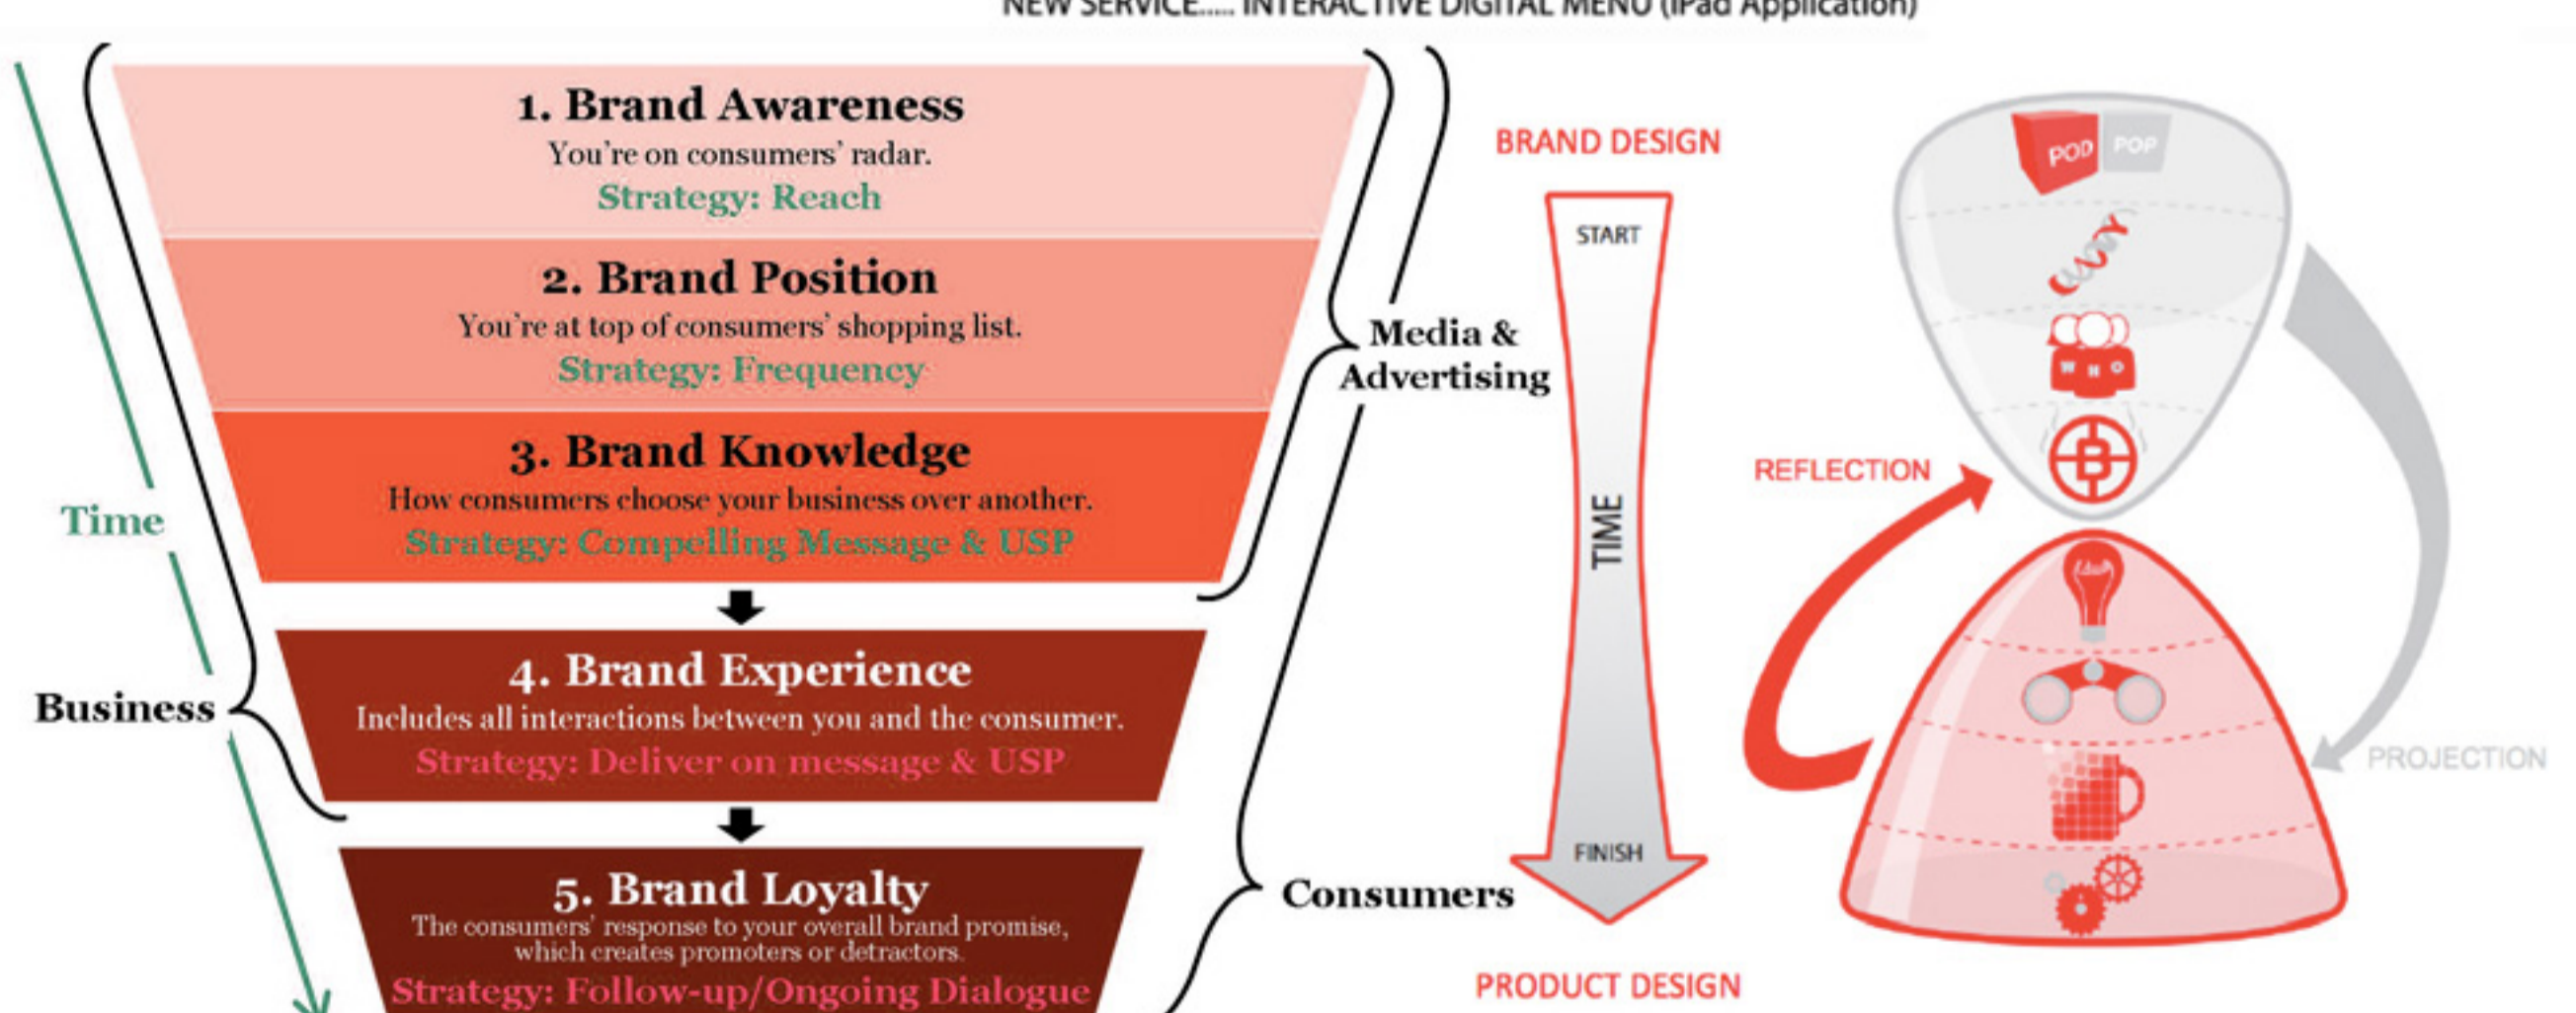 NEW SERVICE..... INTERACTIVE DIGITAL MENU (iPad Application)
1. Brand Awareness
You're on consumers' radar.
Strategy: Reach
2. Brand Position
You're at top of consumers' shopping list.
Strategy: Frequency
3. Brand Knowledge
How consumers choose your business over another.
Strategy: Compelling Message & USP
4. Brand Experience
Includes all interactions between you and the consumer.
Strategy: Deliver on message & USP
5. Brand Loyalty
The consumers' response to your overall brand promise,
which creates promoters or detractors.
Strategy: Follow-up/Ongoing Dialogue
Time
Business
Media &
Advertising
Consumers
BRAND DESIGN
START
TIME
FINISH
PRODUCT DESIGN
POD
POP
WHO
B
REFLECTION
PROJECTION